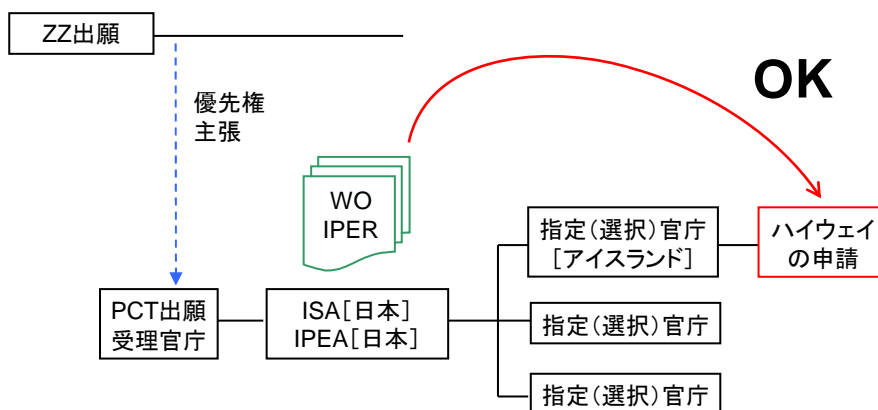 ZZ出願
OK
優先権
主張
WO
IPER
指定(選択)官庁
[アイスランド]
ハイウェイ
の申請
PCT出願
受理官庁
ISA[日本]
IPEA[日本]
指定(選択)官庁
指定(選択)官庁